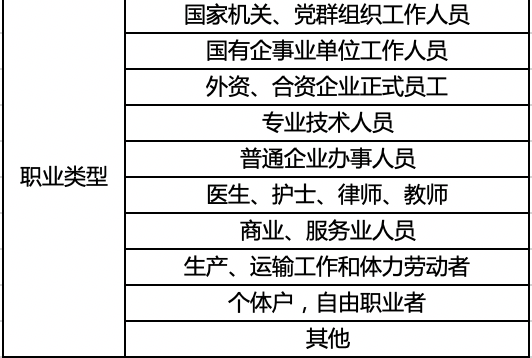 国家机关、党群组织工作人员
国有企事业单位工作人员
外资、合资企业正式员工
专业技术人员
普通企业办事人员
职业类型
医生、护士、律师、教师
商业、服务业人员
生产、运输工作和体力劳动者
个体户，自由职业者
其他